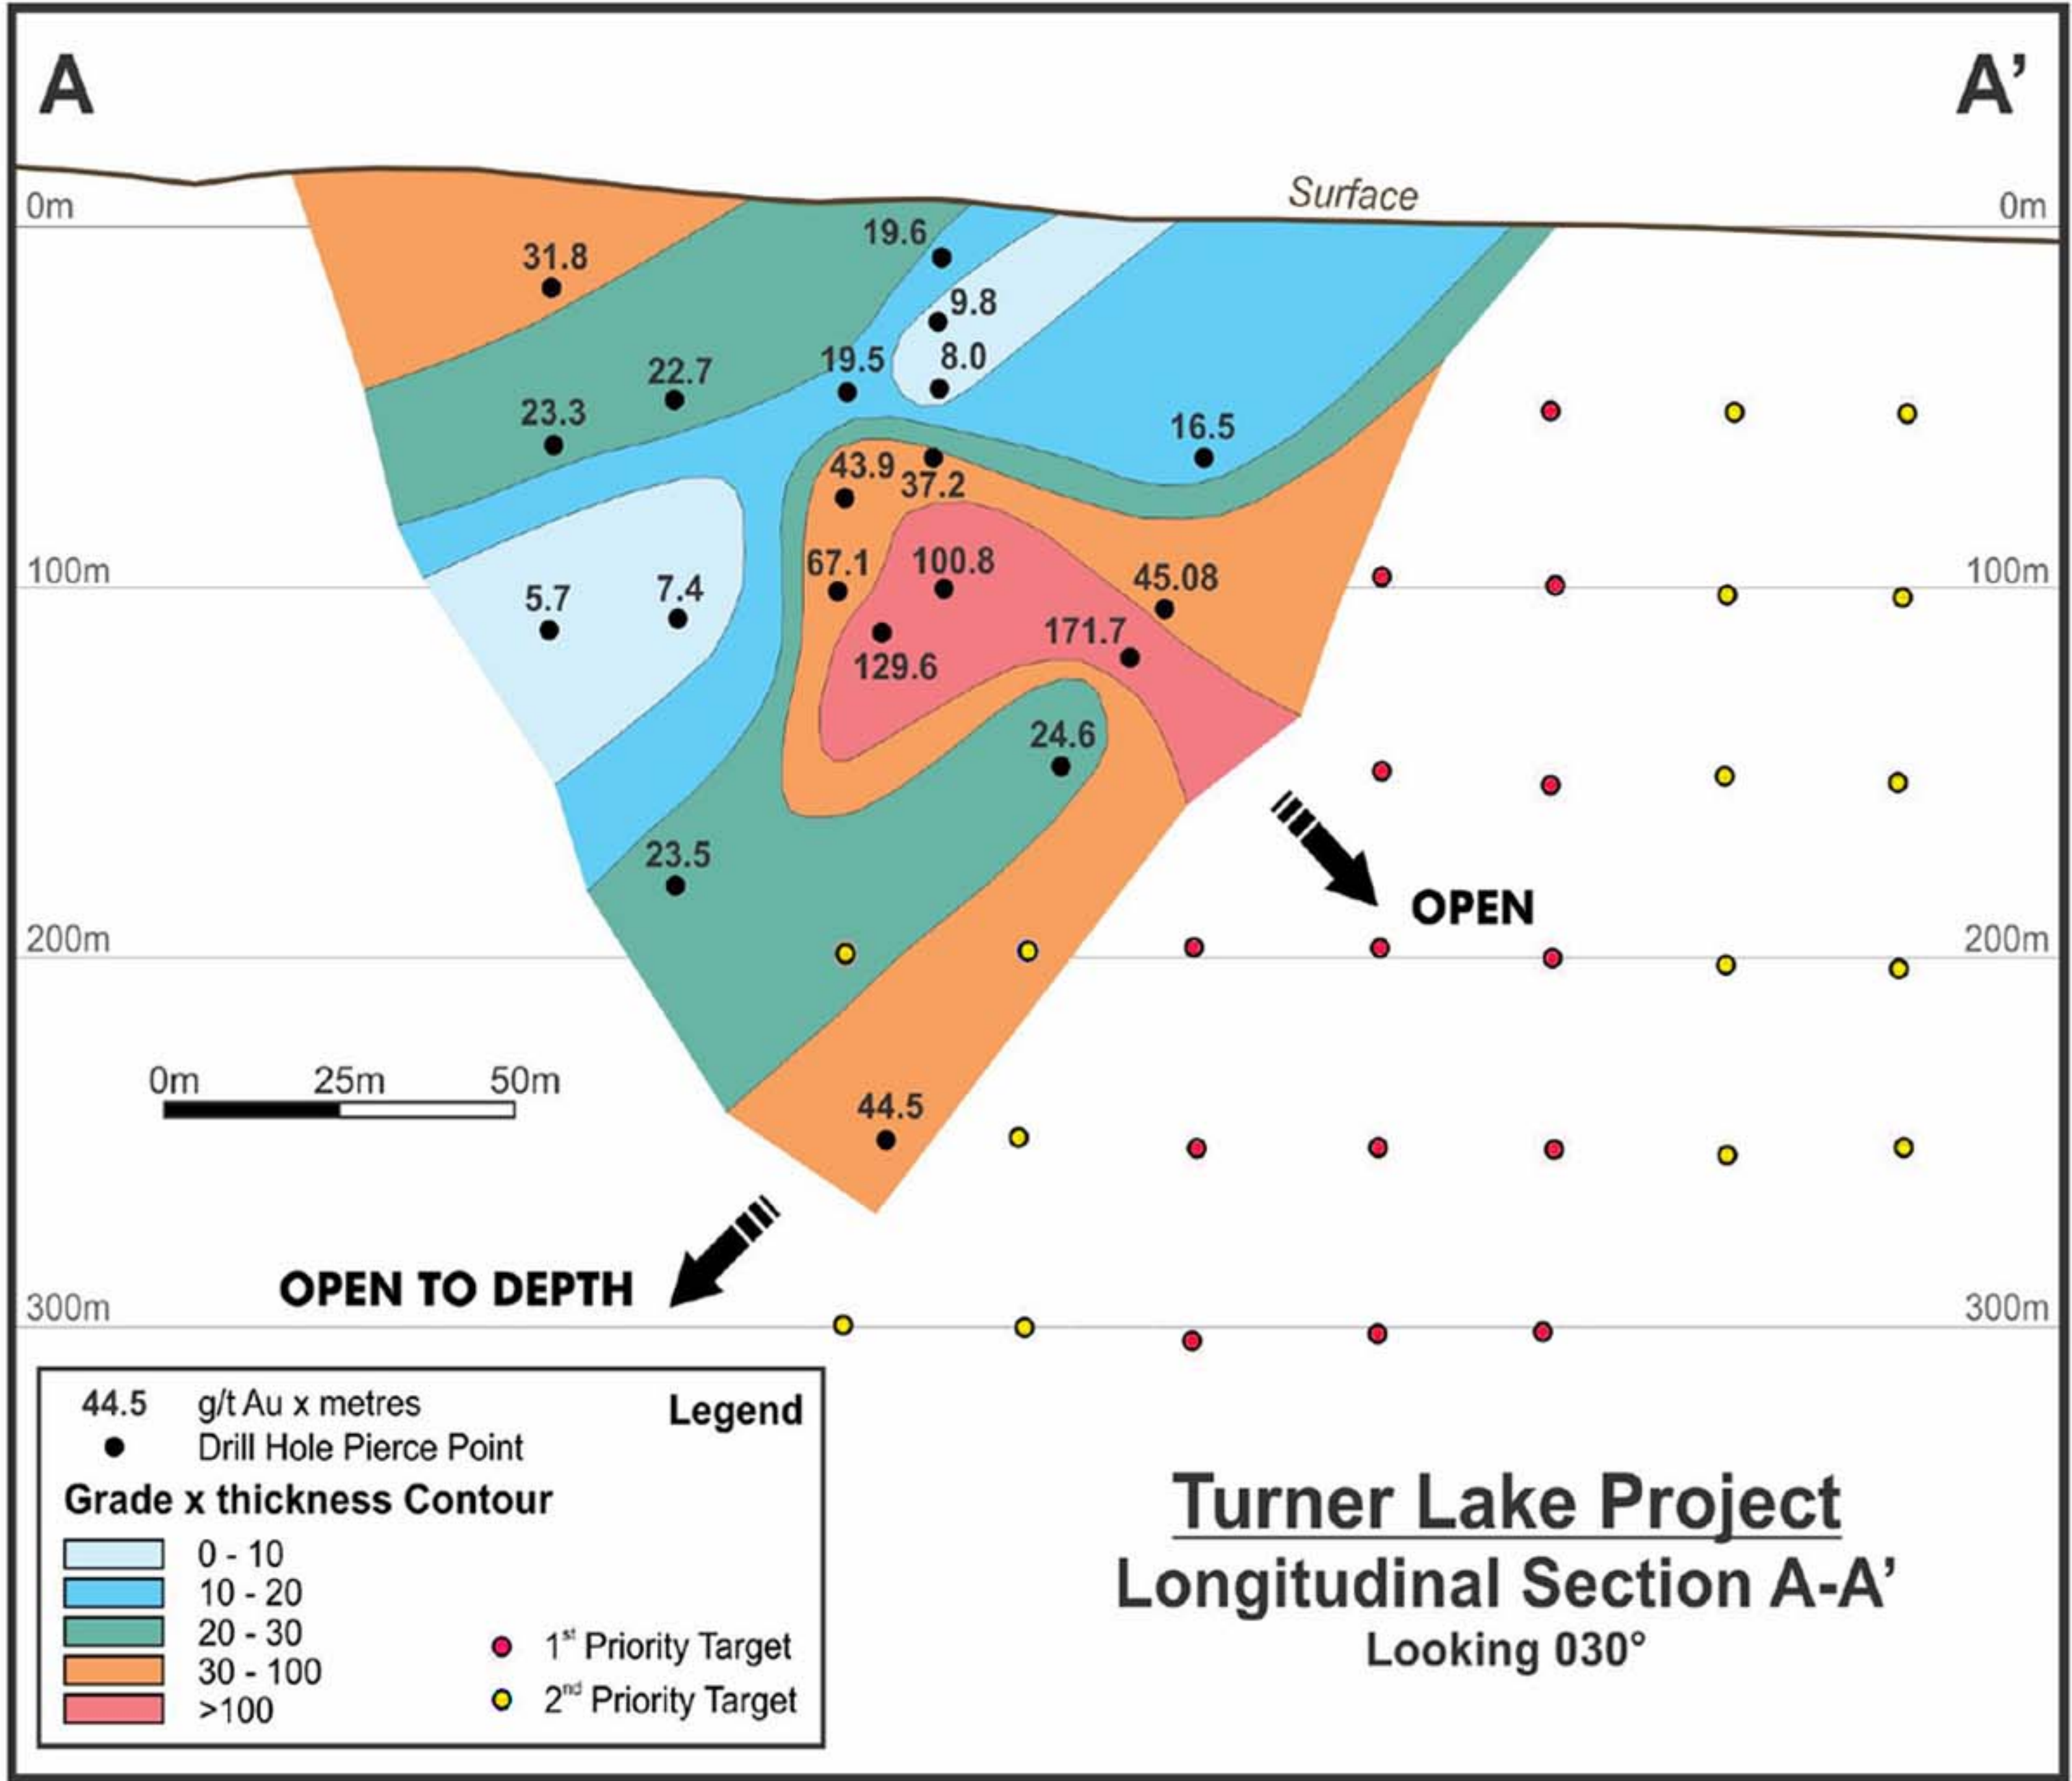 A A’
Surface
0m 0m
19.6
31.8
9.8
19.5 8.0
22.7
23.3
16.5
43.9
37.2
67.1 100.8
45.08
100m 100m
5.7 7.4
171.7
129.6
24.6
23.5
OPEN
200m 200m
0m 25m 50m
44.5
OPEN TO DEPTH
300m 300m
44.5 g/t Au x metres
Legend
Drill Hole Pierce Point
Grade x thickness Contour
0 - 10
10 - 20
20 - 30
30 - 100
>100
1st Priority Target
2nd Priority Target
Turner Lake Project
Longitudinal Section A-A’
Looking 030°